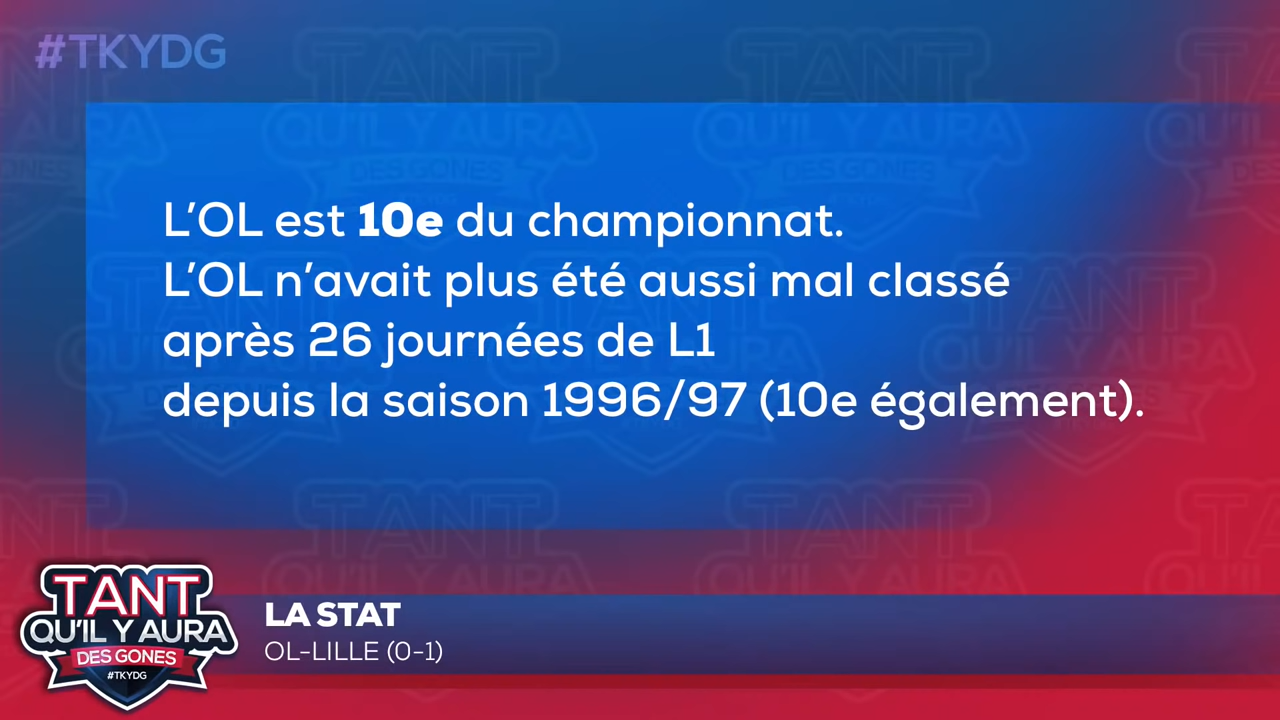 #TKYDG
L'OL est 10e du championnat.
L'OL n'avait plus été aussi mal classé
après 26 journées de L1
depuis la saison 1996/97 (10e également).
TANT
QU'IL Y AURA
DES GONES
#TKYDG
LA STAT
OL-LILLE (0-1)